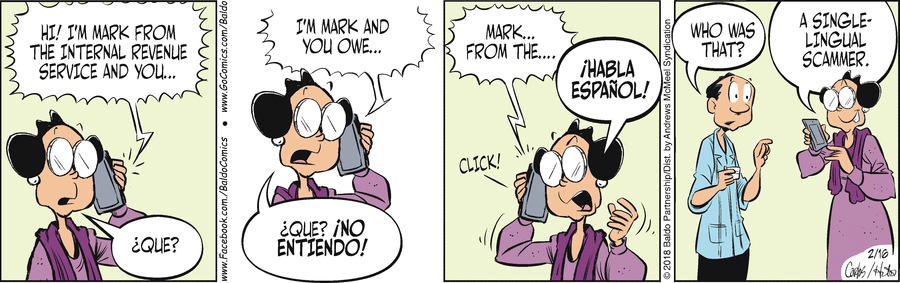 HI! I'M MARK FROM
THE INTERNAL REVENUE
SERVICE AND YOU...
¿QUE?
www.Facebook.com/BaldoComics • www.GoComics.com/Baldo
I'M MARK AND
YOU OWE...
¿QUE? ¡NO
ENTIENDO!
MARK...
FROM THE....
¡HABLA
ESPAÑOL!
CLICK!
©2018 Baldo Partnership/Dist. by Andrews McMeel Syndication
WHO WAS
THAT?
A SINGLE-
LINGUAL
SCAMMER.
2/16